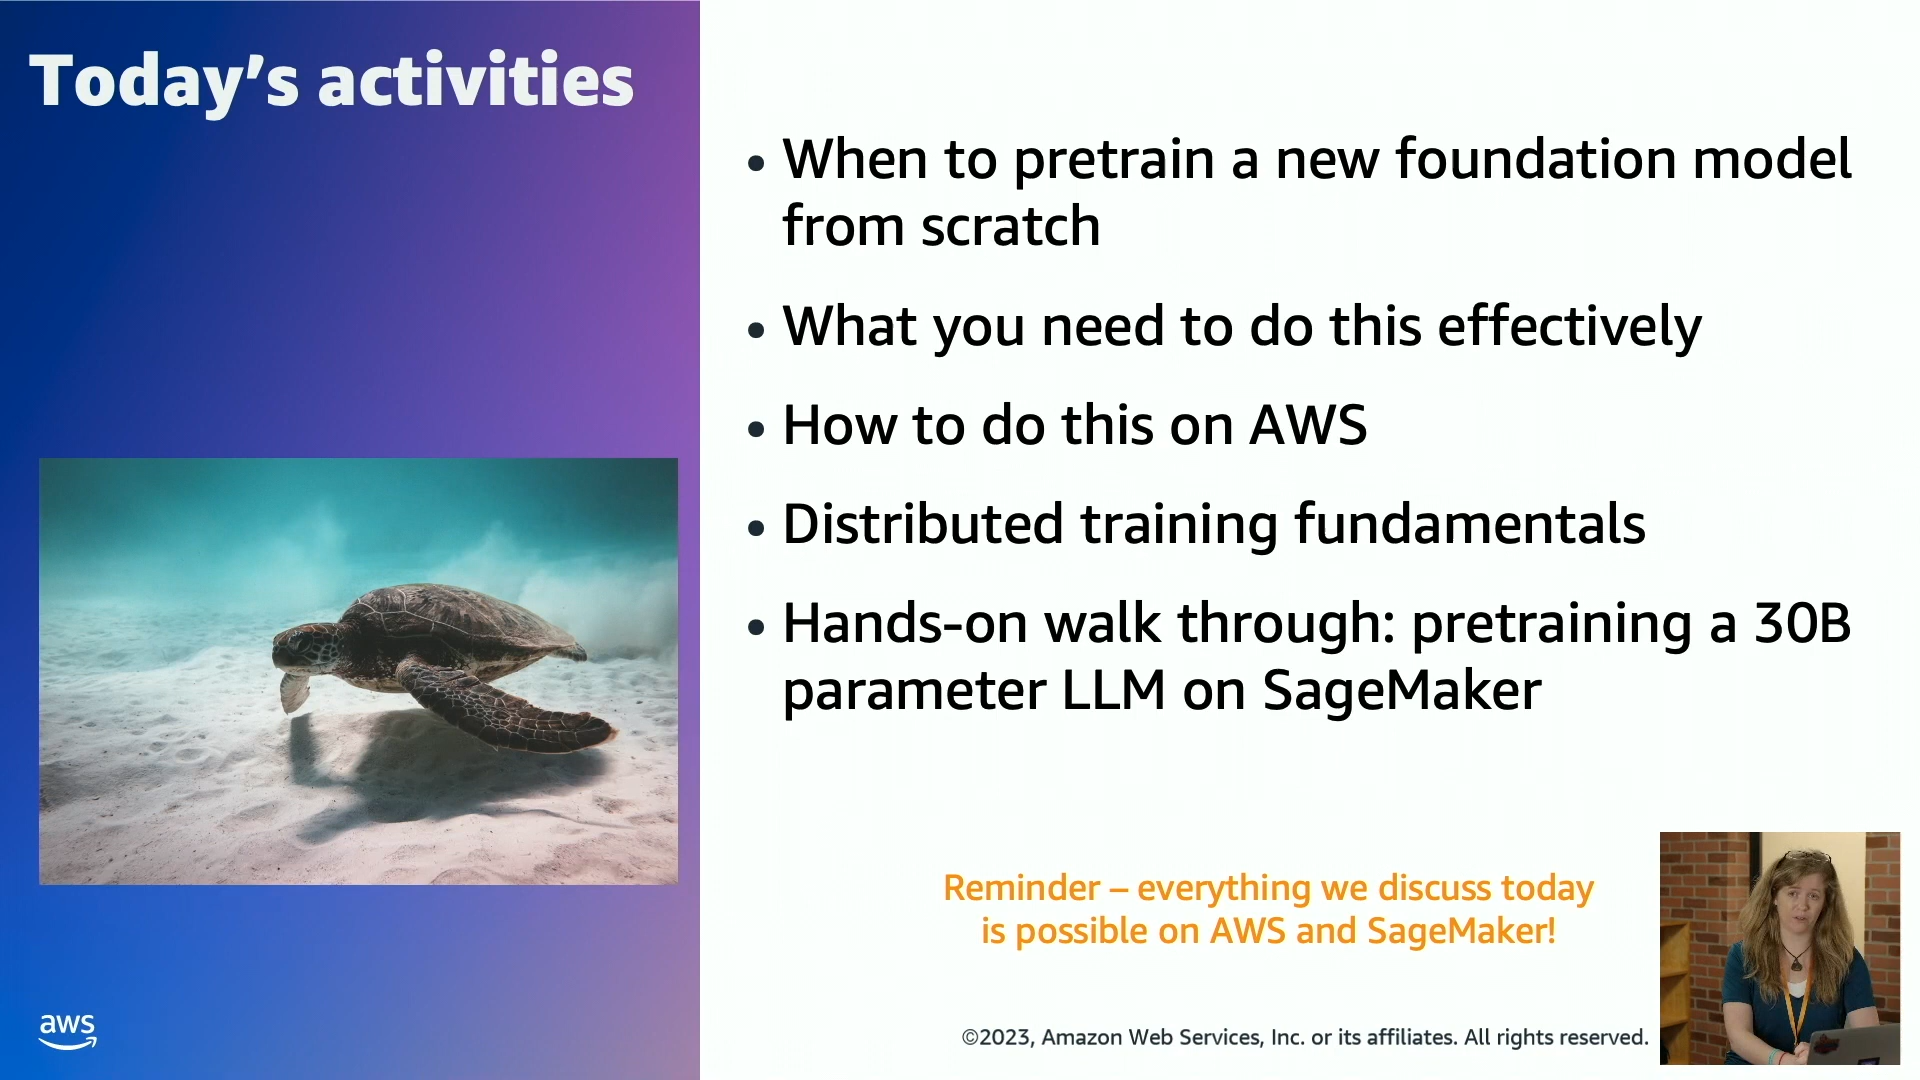 Today’s activities
• When to pretrain a new foundation model
from scratch
• What you need to do this effectively
• How to do this on AWS
• Distributed training fundamentals
• Hands-on walk through: pretraining a 30B
parameter LLM on SageMaker
Reminder – everything we discuss today
is possible on AWS and SageMaker!
aws
©2023, Amazon Web Services, Inc. or its affiliates. All rights reserved.